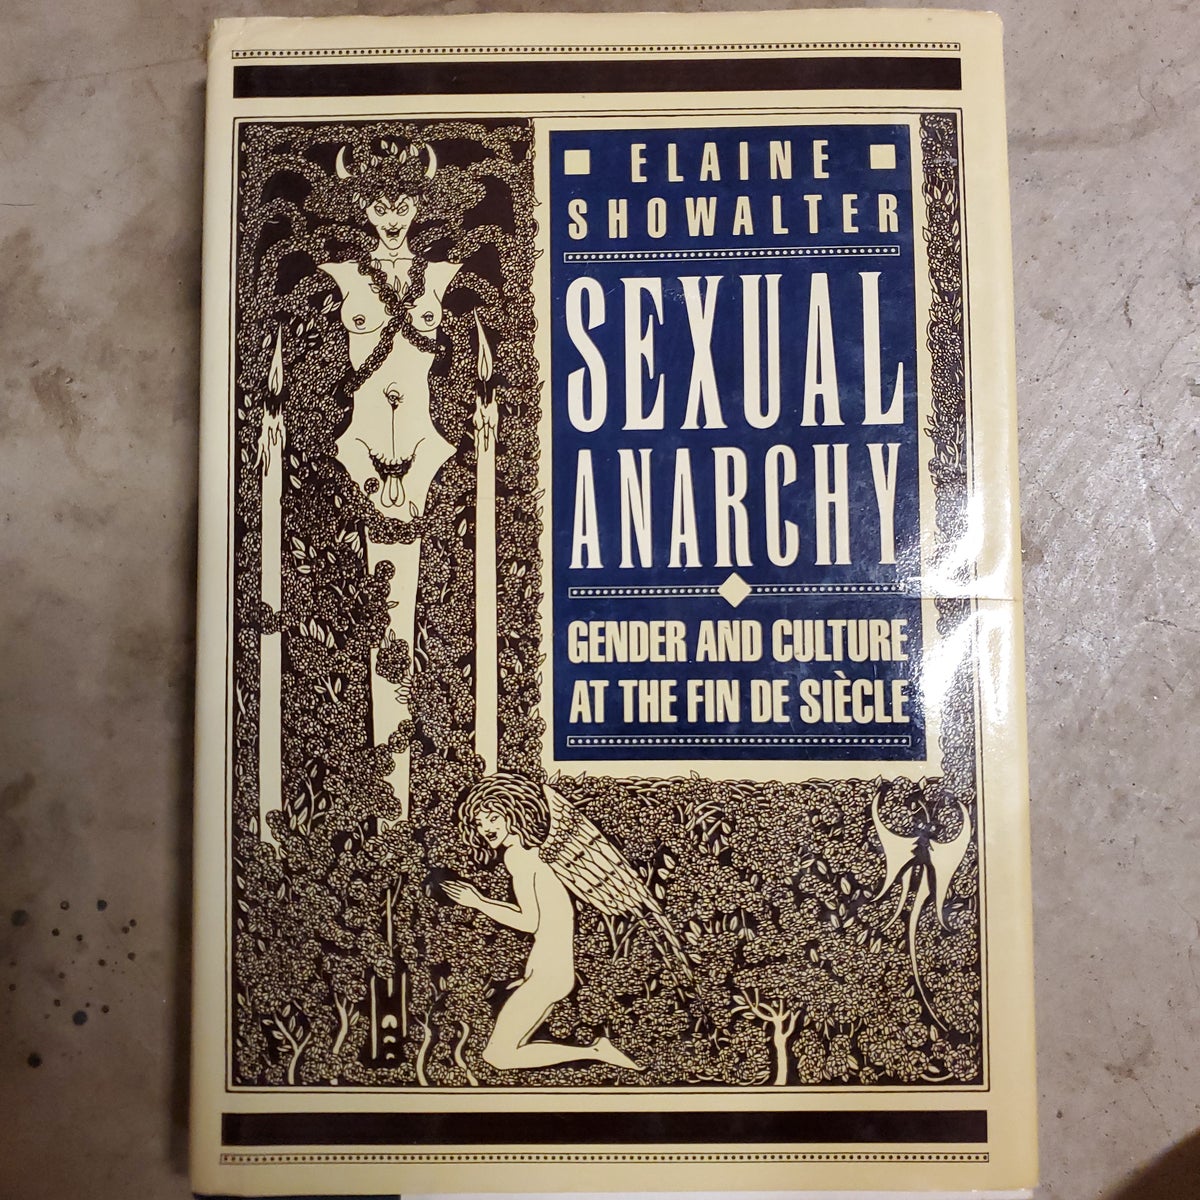 ELAINE
SHOWALTER
SEXUAL
ANARCHY
GENDER AND CULTURE
AT THE FIN DE SIÈCLE